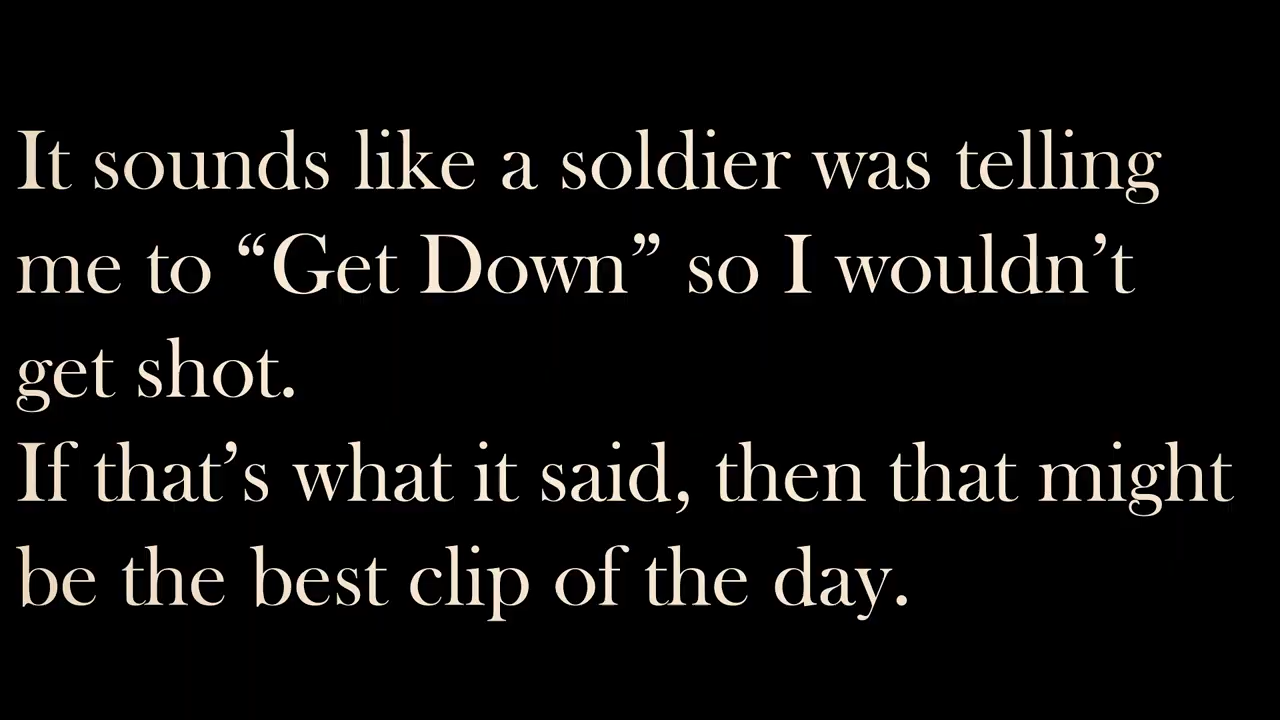 It sounds like a soldier was telling
me to “Get Down” so I wouldn’t
get shot.
If that’s what it said, then that might
be the best clip of the day.